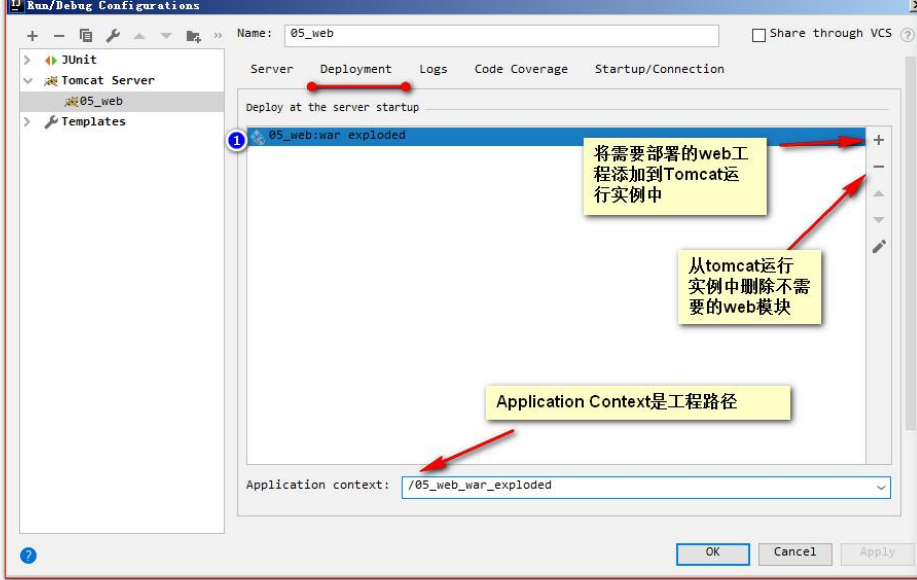 Run/Debug Configurations
Name: 05_web
Share through VCS
JUnit
Tomcat Server
05_web
Templates
Server Deployment Logs Code Coverage Startup/Connection
Deploy at the server startup
1 05_web:war exploded
将需要部署的web工
程添加到Tomcat运
行实例中
从tomcat运行
实例中删除不需
要的web模块
Application Context是工程路径
Application context: /05_web_war_exploded
OK Cancel Apply